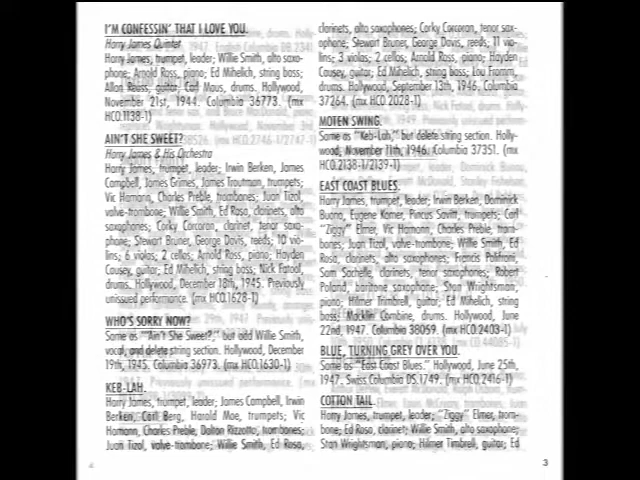 I'M CONFESSIN' THAT I LOVE YOU.
Harry James Quintet
Harry James, trumpet, leader; Willie Smith, alto saxo-
phone; Arnold Ross, piano; Ed Mihelich, string bass;
Allan Reuss, guitar; Carl Maus, drums. Hollywood,
November 21st, 1944. Columbia 36773. (mx
HCO.1138-1)
AIN'T SHE SWEET?
Harry James & His Orchestra
Harry James, trumpet, leader; Irwin Berken, James
Campbell, James Grimes, James Troutman, trumpets;
Vic Hamann, Charles Preble, trombones; Juan Tizol,
valve-trombone; Willie Smith, Ed Rosa, clarinets, alto
saxophones; Corky Corcoran, clarinet, tenor saxo-
phone; Stewart Bruner, George Davis, reeds; 10 vio-
lins; 6 violas; 2 cellos; Arnold Ross, piano; Hayden
Causey, guitar; Ed Mihelich, string bass; Nick Fatool,
drums. Hollywood, December 18th, 1945. Previously
unissued performance. (mx HCO.1628-1)
WHO'S SORRY NOW?
Same as "Ain't She Sweet?," but add Willie Smith,
vocal, and delete string section. Hollywood, December
19th, 1945. Columbia 36973. (mx. HCO.1630-1)
KEB-LAH.
Harry James, trumpet, leader; James Campbell, Irwin
Berken, Carl Berg, Harold Moe, trumpets; Vic
Hamann, Charles Preble, Dalton Rizzotto, trombones;
Juan Tizol, valve-trombone; Willie Smith, Ed Rosa,
clarinets, alto saxophones; Corky Corcoran, tenor sax-
ophone; Stewart Bruner, George Davis, reeds; 11 vio-
lins; 3 violas; 2 cellos; Arnold Ross, piano; Hayden
Causey, guitar; Ed Mihelich, string bass; Lou Fromm,
drums. Hollywood, September 13th, 1946. Columbia
37264. (mx HCO.2028-1)
MOTEN SWING.
Same as "Keb-Lah," but delete string section. Holly-
wood, November 11th, 1946. Columbia 37351. (mx
HCO.2138-1/2139-1)
EAST COAST BLUES.
Harry James, trumpet, leader; Irwin Berken, Dominick
Buono, Eugene Komer, Pincus Savitt, trumpets; Carl
"Ziggy" Elmer, Vic Hamann, Charles Preble, trom-
bones; Juan Tizol, valve-trombone; Willie Smith, Ed
Rosa, clarinets, alto saxophones; Francis Polifroni,
Sam Sachelle, clarinets, tenor saxophones; Robert
Poland, baritone saxophone; Stan Wrightsman,
piano; Hilmer Timbrell, guitar; Ed Mihelich, string
bass; Macklin Combine, drums. Hollywood, June
22nd, 1947. Columbia 38059. (mx HCO.2403-1)
BLUE, TURNING GREY OVER YOU.
Same as "East Coast Blues." Hollywood, June 25th,
1947. Swiss Columbia DS.1749. (mx HCO.2416-1)
COTTON TAIL.
Harry James, trumpet, leader; "Ziggy" Elmer, trom-
bone; Ed Rosa, clarinet; Willie Smith, alto saxophone;
Stan Wrightsman, piano; Hilmer Timbrell, guitar; Ed
3